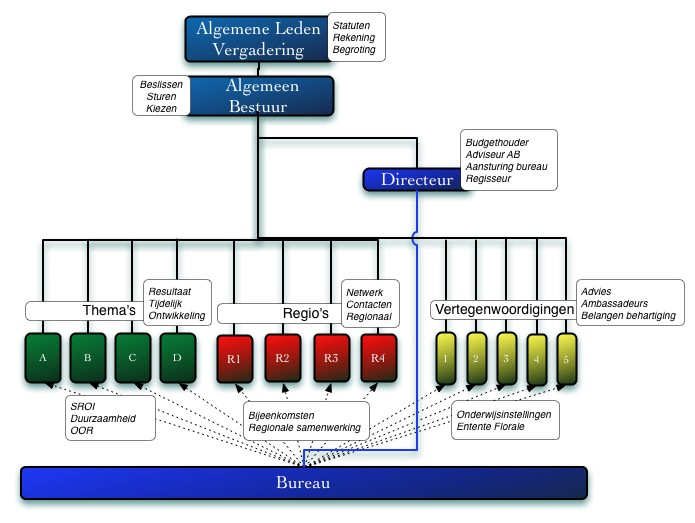 Algemene Leden
Vergadering
Statuten
Rekening
Begroting
Beslissen
Sturen
Kiezen
Algemeen
Bestuur
Budgethouder
Adviseur AB
Aansturing bureau
Regisseur
Directeur
Thema's
Resultaat
Tijdelijk
Ontwikkeling
Regio's
Netwerk
Contacten
Regionaal
Vertegenwoordigingen
Advies
Ambassadeurs
Belangen behartiging
A B C D R1 R2 R3 R4 1 2 3 4 5
SROI
Duurzaamheid
OOR
Bijeenkomsten
Regionale samenwerking
Onderwijsinstellingen
Entente Florale
Bureau